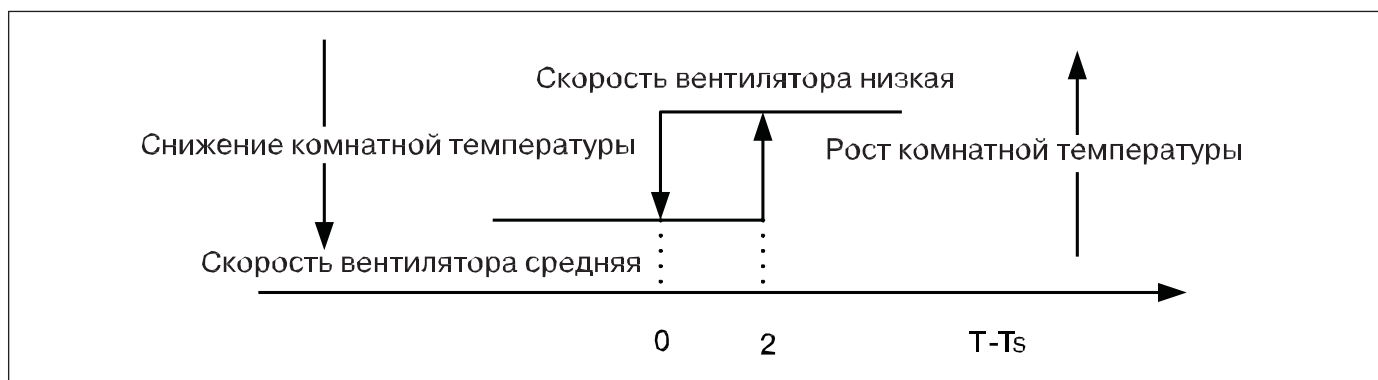 Скорость вентилятора низкая
Снижение комнатной температуры
Рост комнатной температуры
Скорость вентилятора средняя
0
2
T-Ts